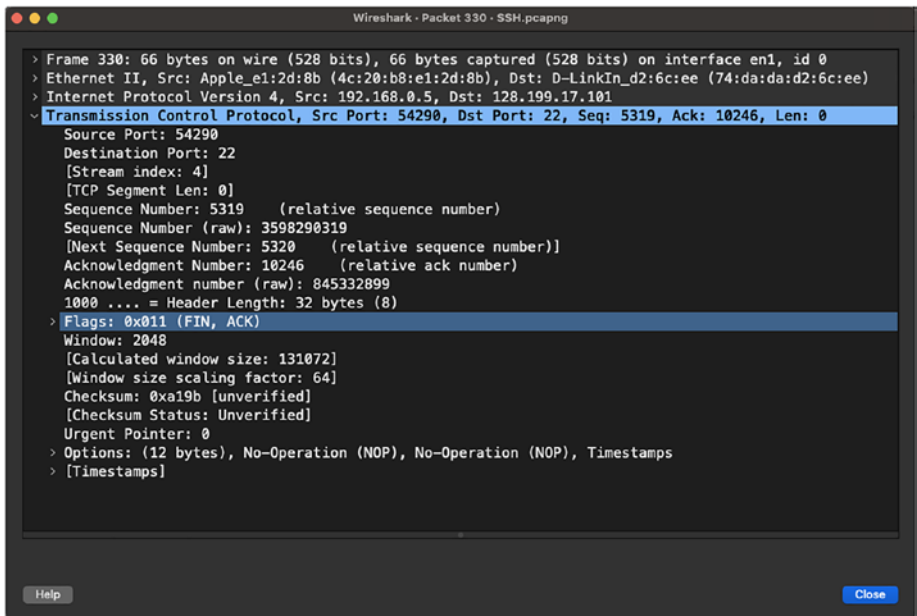 Wireshark · Packet 330 · SSH.pcapng
> Frame 330: 66 bytes on wire (528 bits), 66 bytes captured (528 bits) on interface en1, id 0
> Ethernet II, Src: Apple_e1:2d:8b (4c:20:b8:e1:2d:8b), Dst: D-LinkIn_d2:6c:ee (74:da:da:d2:6c:ee)
> Internet Protocol Version 4, Src: 192.168.0.5, Dst: 128.199.17.101
Transmission Control Protocol, Src Port: 54290, Dst Port: 22, Seq: 5319, Ack: 10246, Len: 0
Source Port: 54290
Destination Port: 22
[Stream index: 4]
[TCP Segment Len: 0]
Sequence Number: 5319    (relative sequence number)
Sequence Number (raw): 3598290319
[Next Sequence Number: 5320    (relative sequence number)]
Acknowledgment Number: 10246    (relative ack number)
Acknowledgment number (raw): 845332899
1000 .... = Header Length: 32 bytes (8)
> Flags: 0x011 (FIN, ACK)
Window: 2048
[Calculated window size: 131072]
[Window size scaling factor: 64]
Checksum: 0xa19b [unverified]
[Checksum Status: Unverified]
Urgent Pointer: 0
> Options: (12 bytes), No-Operation (NOP), No-Operation (NOP), Timestamps
> [Timestamps]
Help
Close